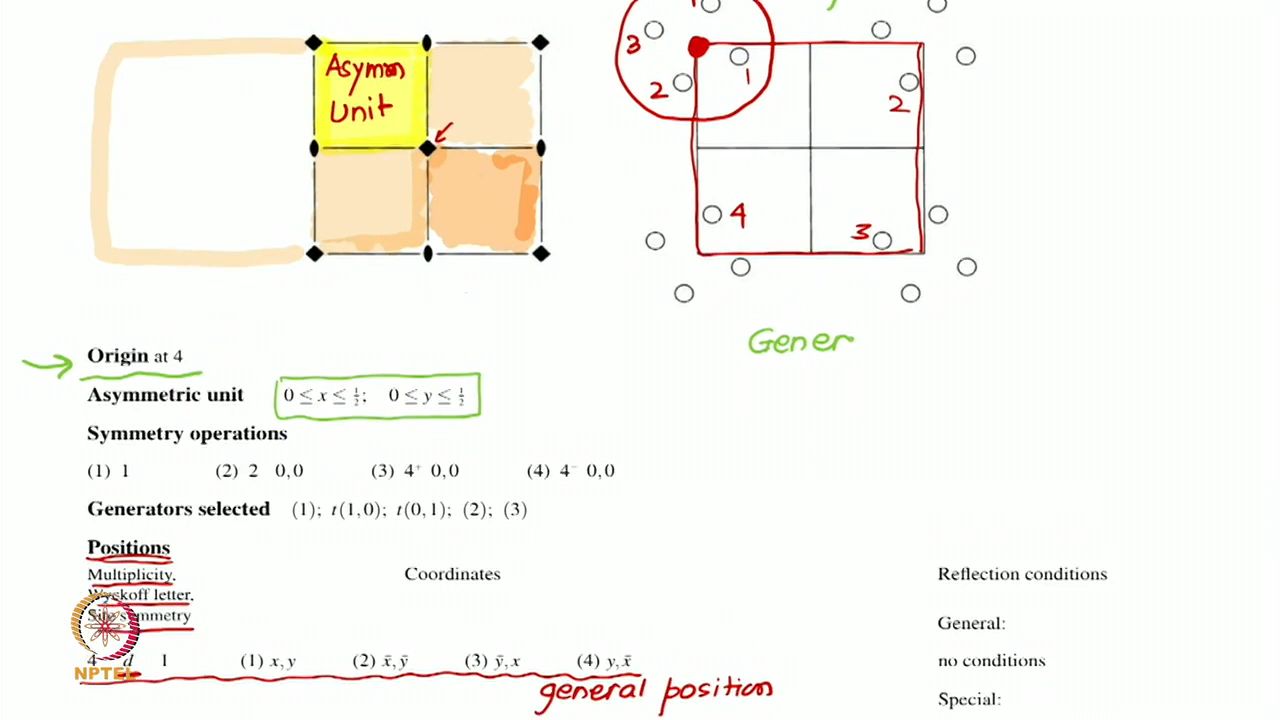 Asymm
Unit
3
1
2
2
4
3
Gener
Origin at 4
Asymmetric unit 0 ≤ x ≤ ½; 0 ≤ y ≤ ½
Symmetry operations
(1) 1 (2) 2 0,0 (3) 4⁺ 0,0 (4) 4⁻ 0,0
Generators selected (1); t(1,0); t(0,1); (2); (3)
Positions
Multiplicity, Coordinates Reflection conditions
Wyckoff letter,
Site symmetry General:
4 d 1 (1) x,y (2) x̄,ȳ (3) ȳ,x (4) y,x̄ no conditions
general position
Special:
NPTEL